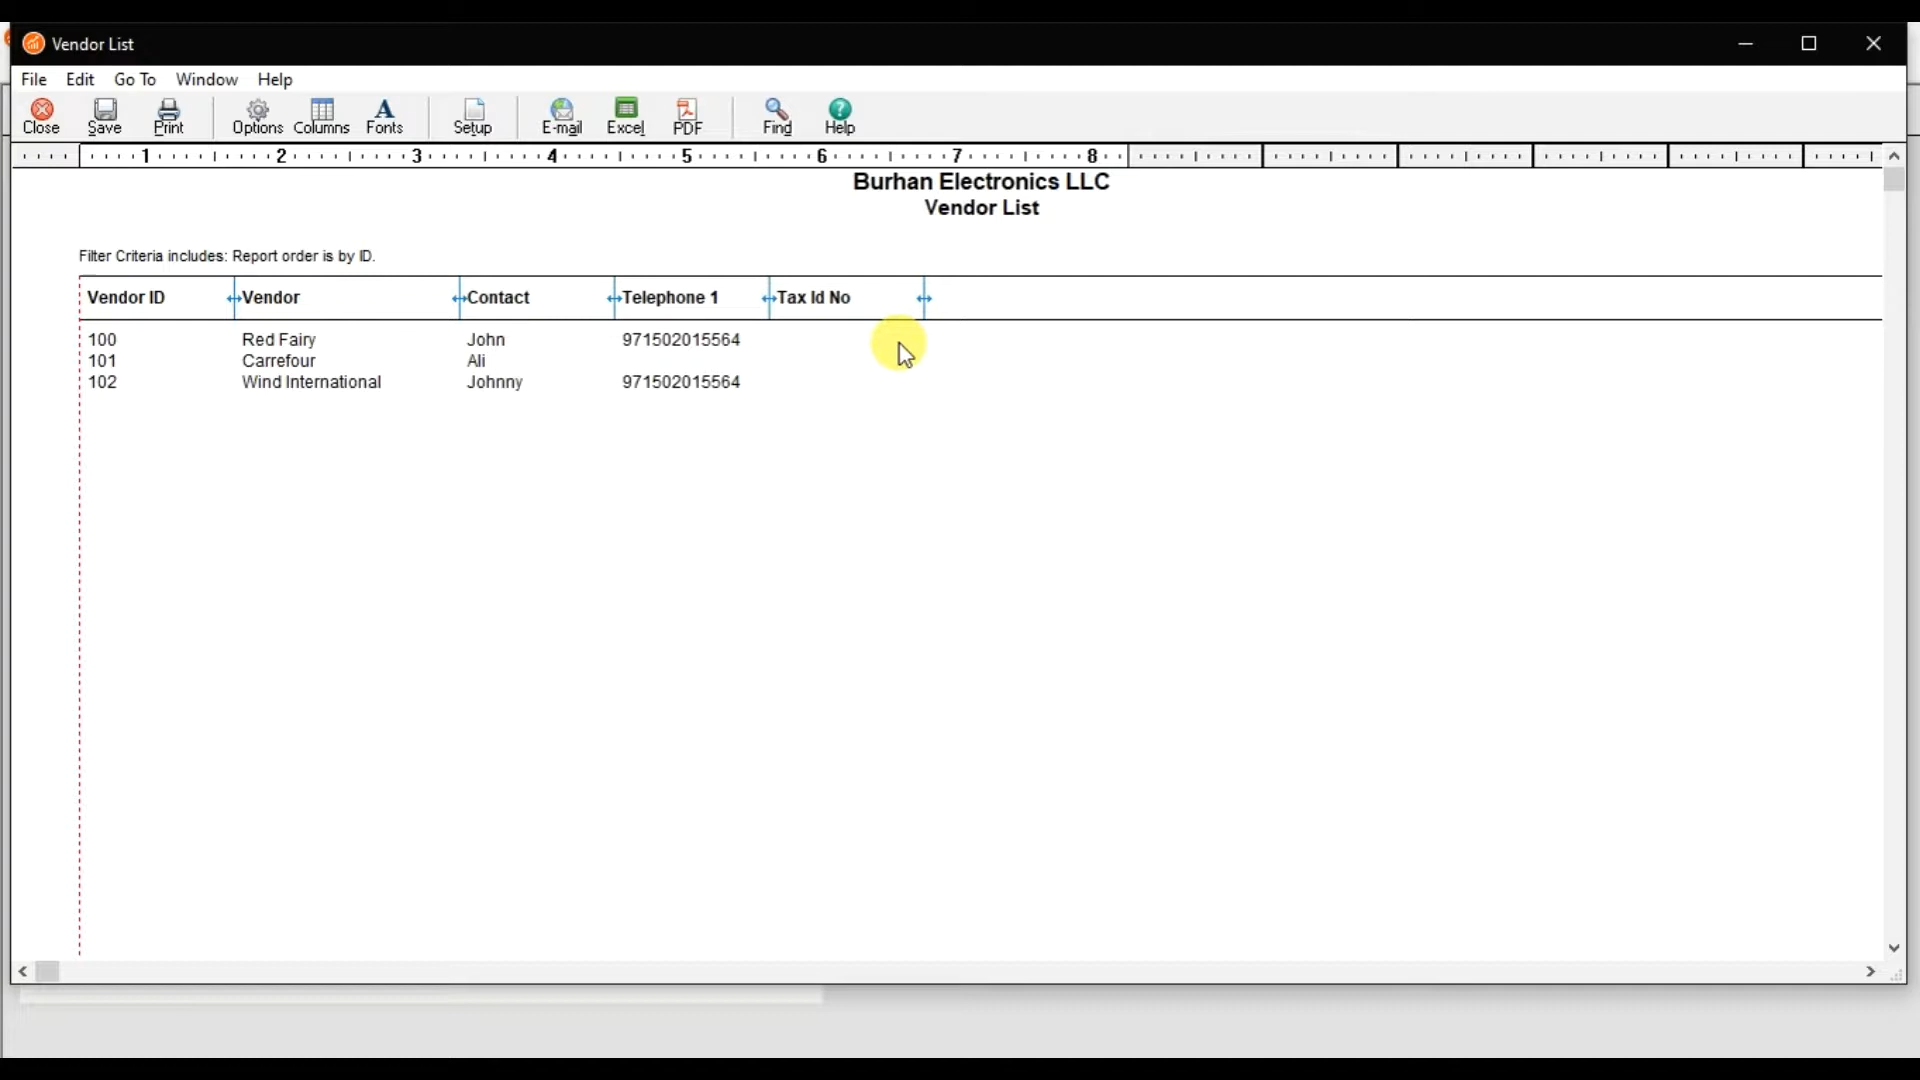 Vendor List
File Edit Go To Window Help
Close Save Print Options Columns Fonts Setup E-mail Excel PDF Find Help
1 2 3 4 5 6 7 8
Burhan Electronics LLC
Vendor List
Filter Criteria includes: Report order is by ID.
Vendor ID Vendor Contact Telephone 1 Tax Id No
100 Red Fairy John 971502015564
101 Carrefour Ali
102 Wind International Johnny 971502015564